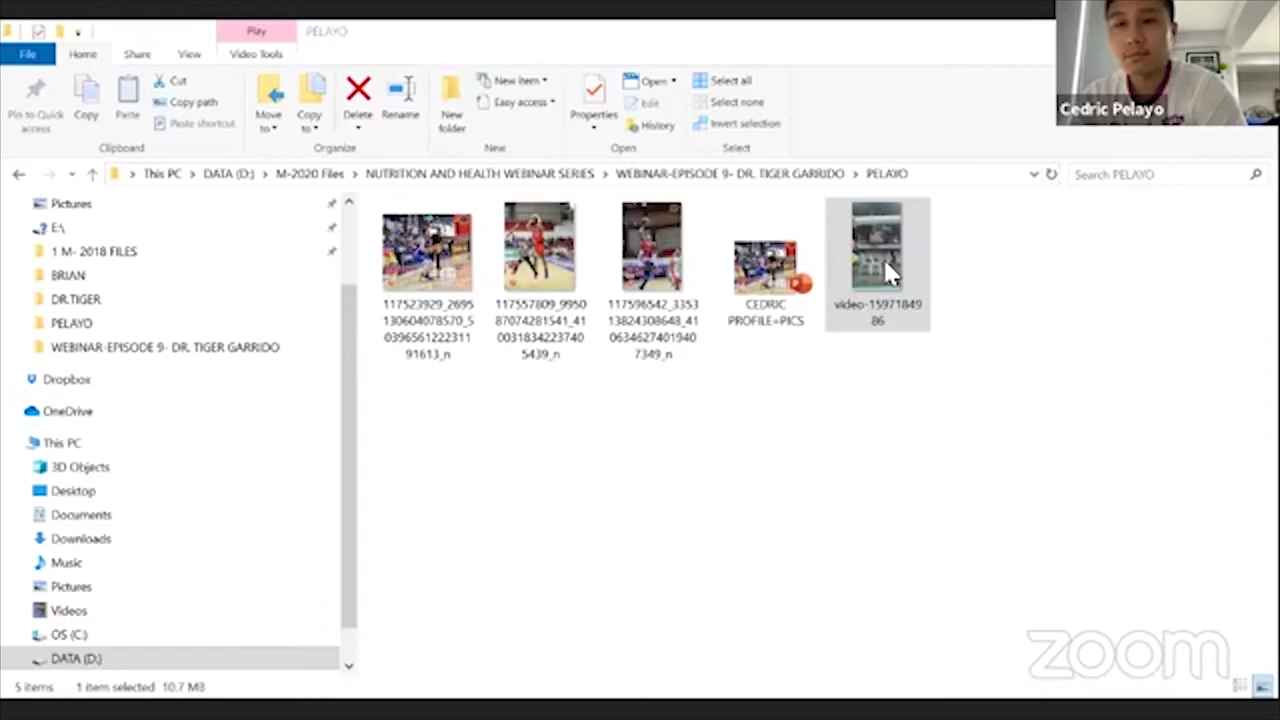 Play
PELAYO
File
Home
Share
View
Video Tools
Pin to Quick
access
Copy
Paste
Cut
Copy path
Paste shortcut
Move
to
Copy
to
Delete
Rename
New
folder
New item
Easy access
Properties
Open
Edit
History
Select all
Select none
Invert selection
Clipboard
Organize
New
Open
Select
Cedric Pelayo
This PC > DATA (D:) > M-2020 Files > NUTRITION AND HEALTH WEBINAR SERIES > WEBINAR-EPISODE 9- DR. TIGER GARRIDO > PELAYO
Search PELAYO
Pictures
E:\
1 M- 2018 FILES
BRIAN
DR.TIGER
PELAYO
WEBINAR-EPISODE 9- DR. TIGER GARRIDO
Dropbox
OneDrive
This PC
3D Objects
Desktop
Documents
Downloads
Music
Pictures
Videos
OS (C:)
DATA (D:)
117523929_2695
130604078570_5
0396561222311
91613_n
117557809_9950
87074281541_41
0031834223740
5439_n
117596542_3353
13824308648_41
0634627401940
7349_n
CEDRIC
PROFILE=PICS
video-15971849
86
5 items
1 item selected 10.7 MB
zoom